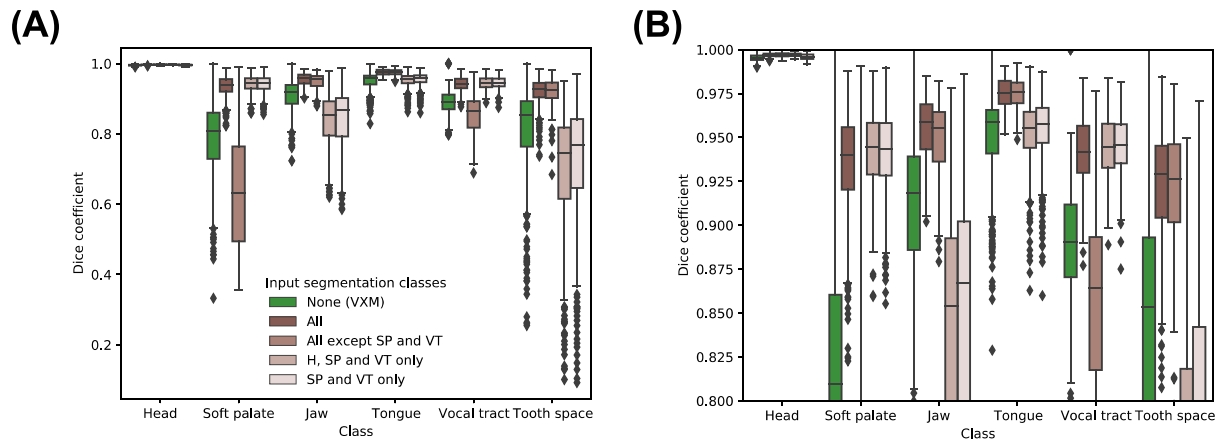 (A)
(B)
Dice coefficient
1.0
0.8
0.6
0.4
0.2
Input segmentation classes
None (VXM)
All
All except SP and VT
H, SP and VT only
SP and VT only
Head Soft palate Jaw Tongue Vocal tract Tooth space
Class
Dice coefficient
1.000
0.975
0.950
0.925
0.900
0.875
0.850
0.825
0.800
Head Soft palate Jaw Tongue Vocal tract Tooth space
Class